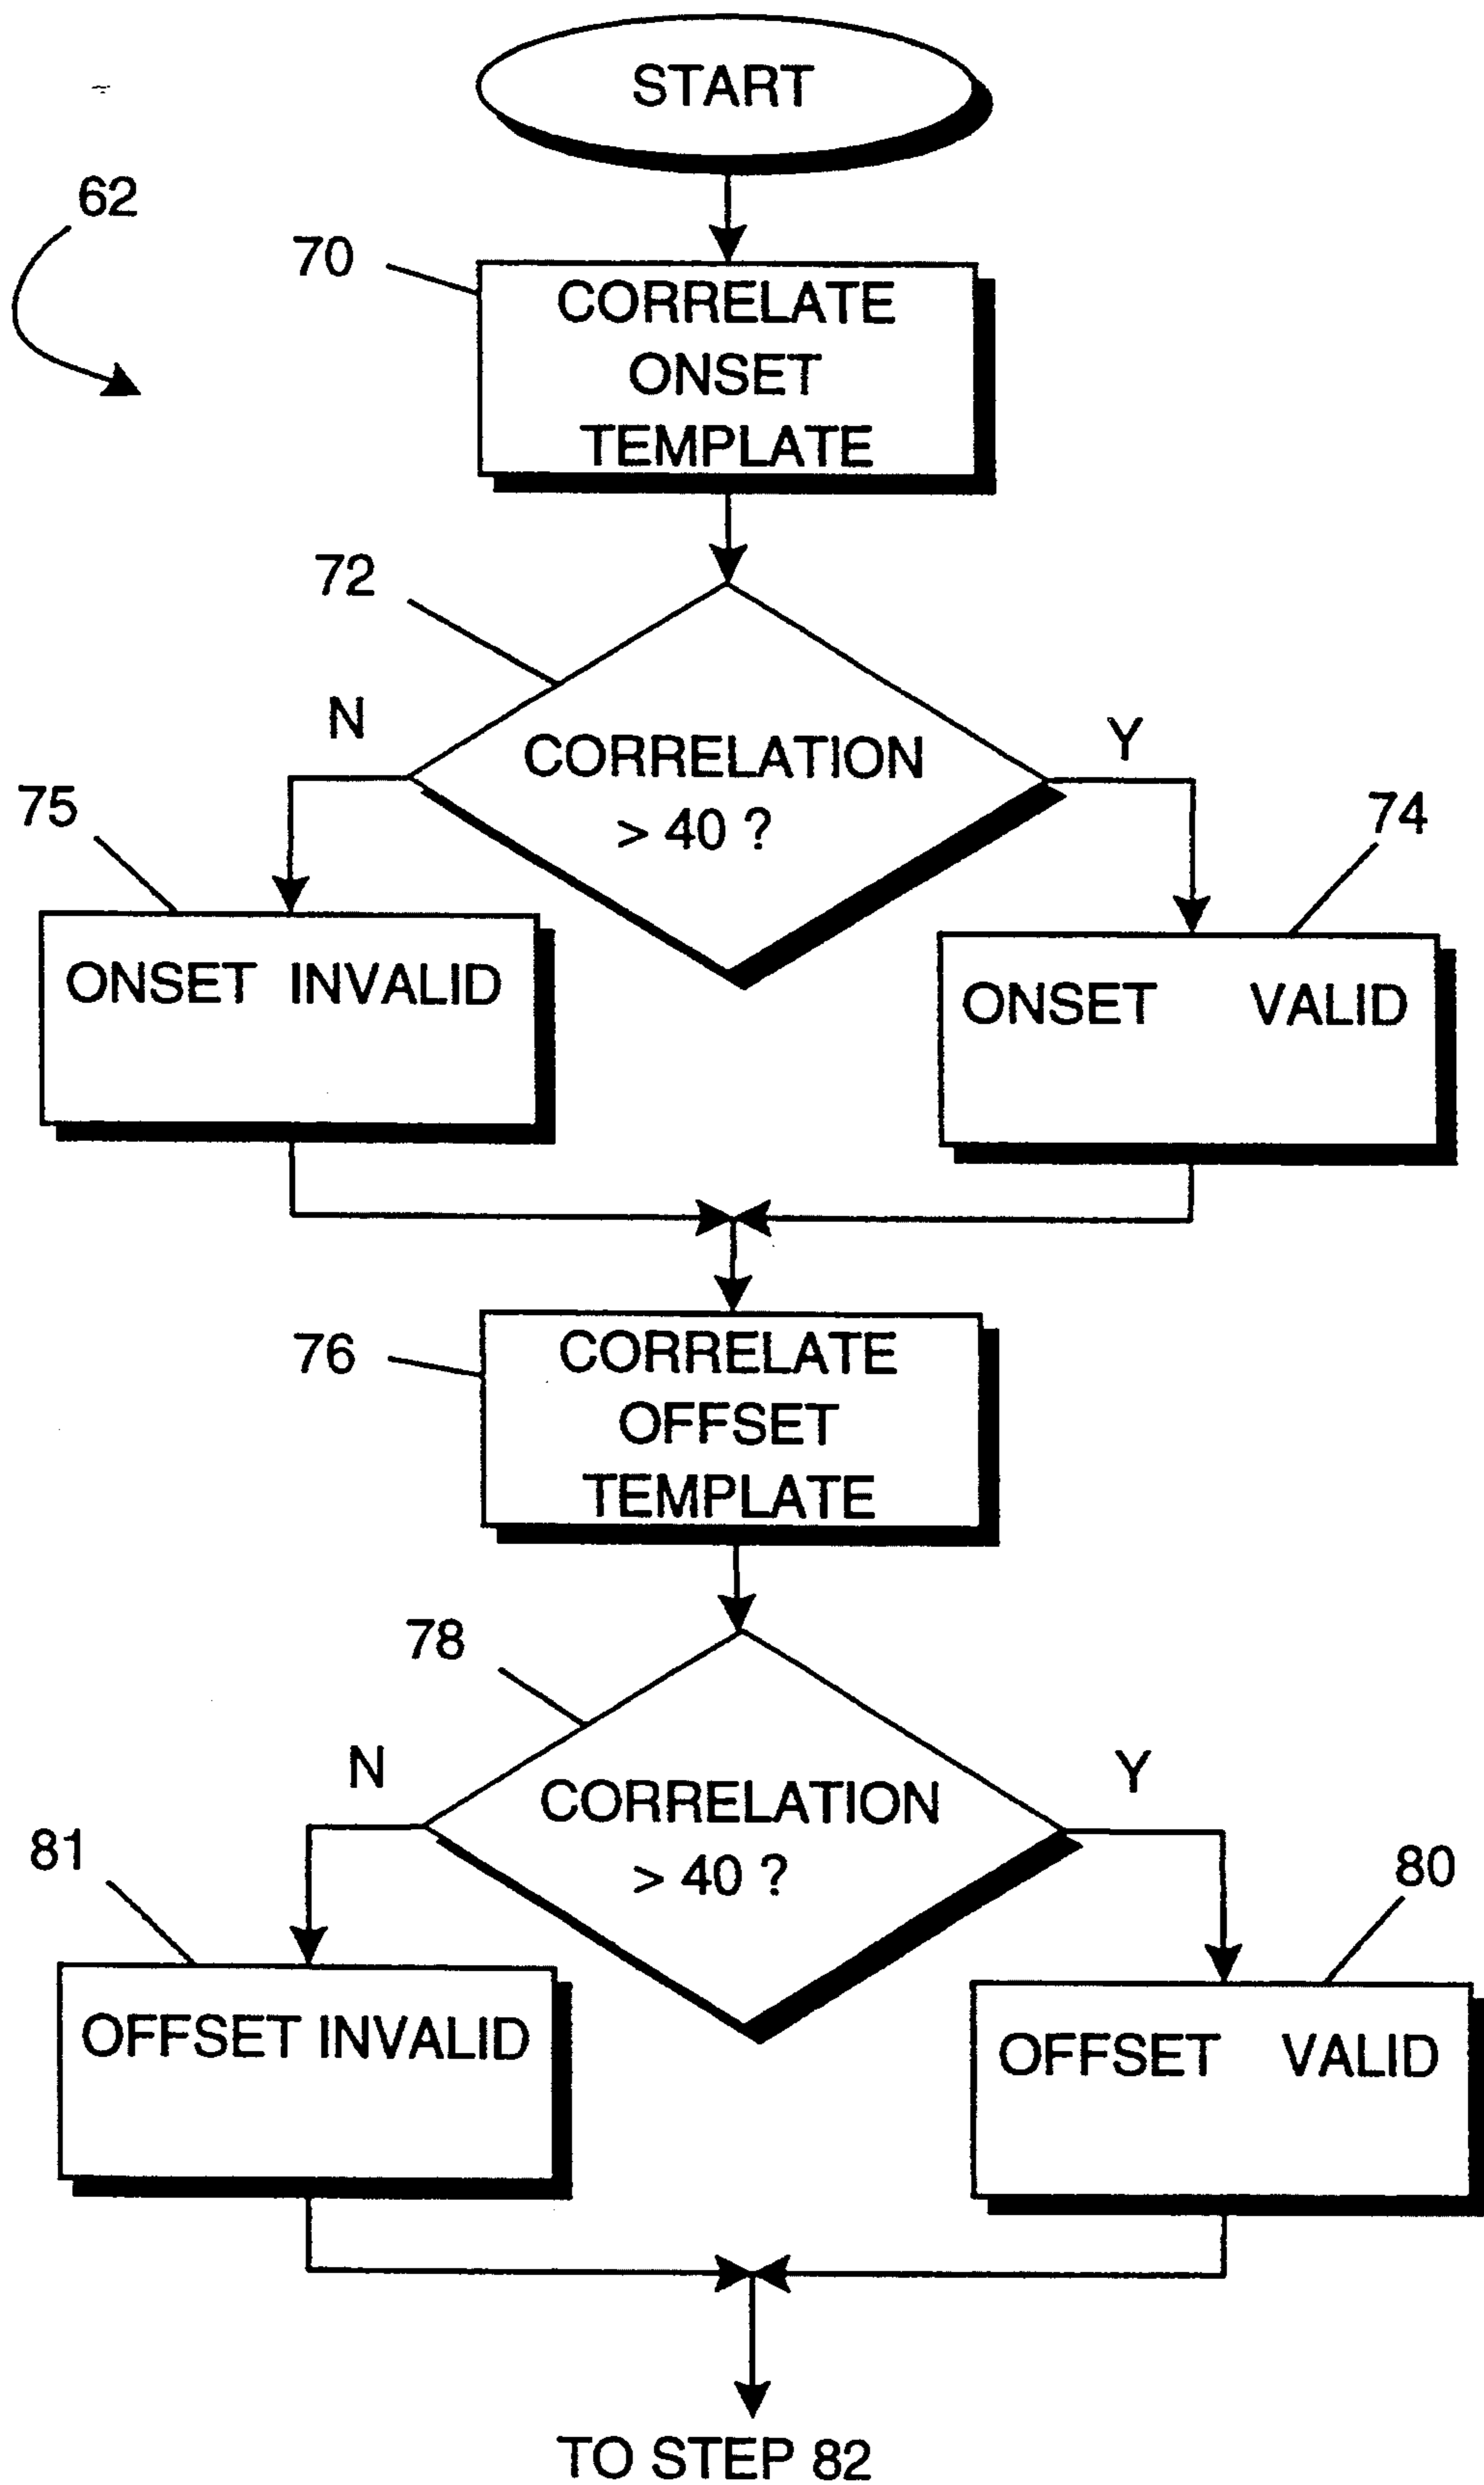 START
62
70
CORRELATE
ONSET
TEMPLATE
72
N
Y
CORRELATION
> 40 ?
75
74
ONSET INVALID
ONSET VALID
76
CORRELATE
OFFSET
TEMPLATE
78
N
Y
CORRELATION
> 40 ?
81
80
OFFSET INVALID
OFFSET VALID
TO STEP 82